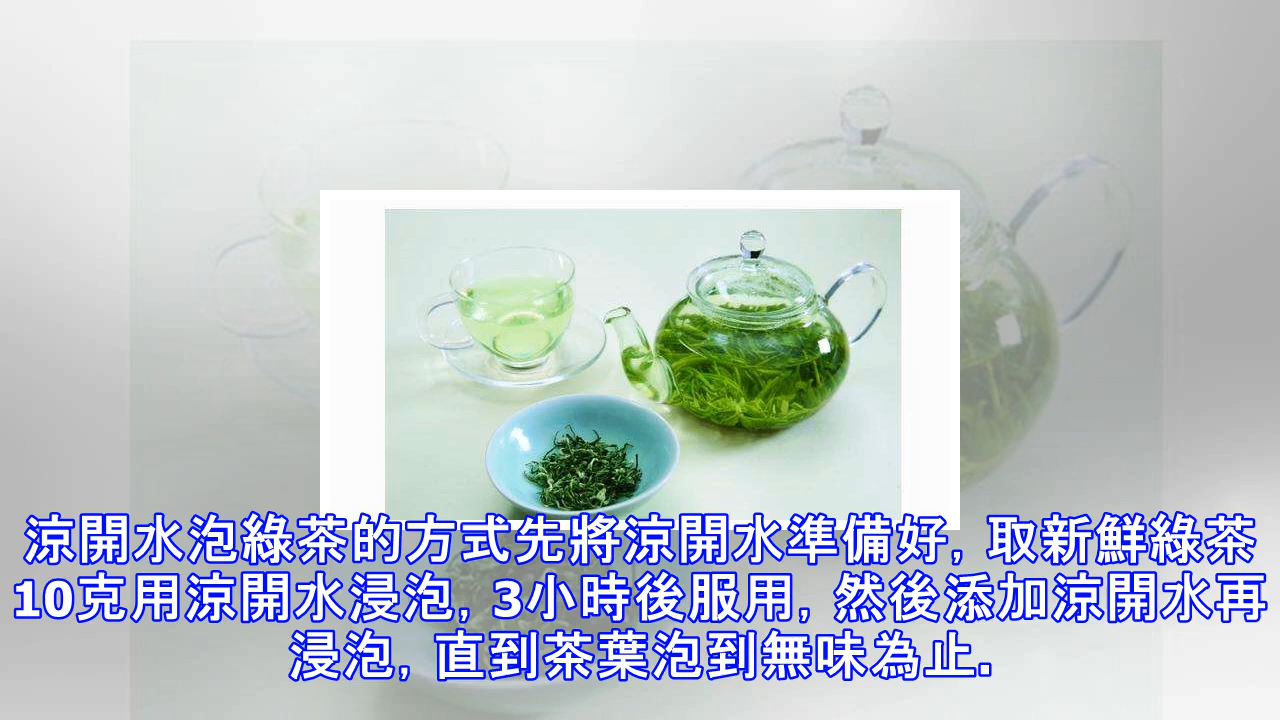 涼開水泡綠茶的方式先將涼開水準備好, 取新鮮綠茶
10克用涼開水浸泡, 3小時後服用, 然後添加涼開水再
浸泡, 直到茶葉泡到無味為止.